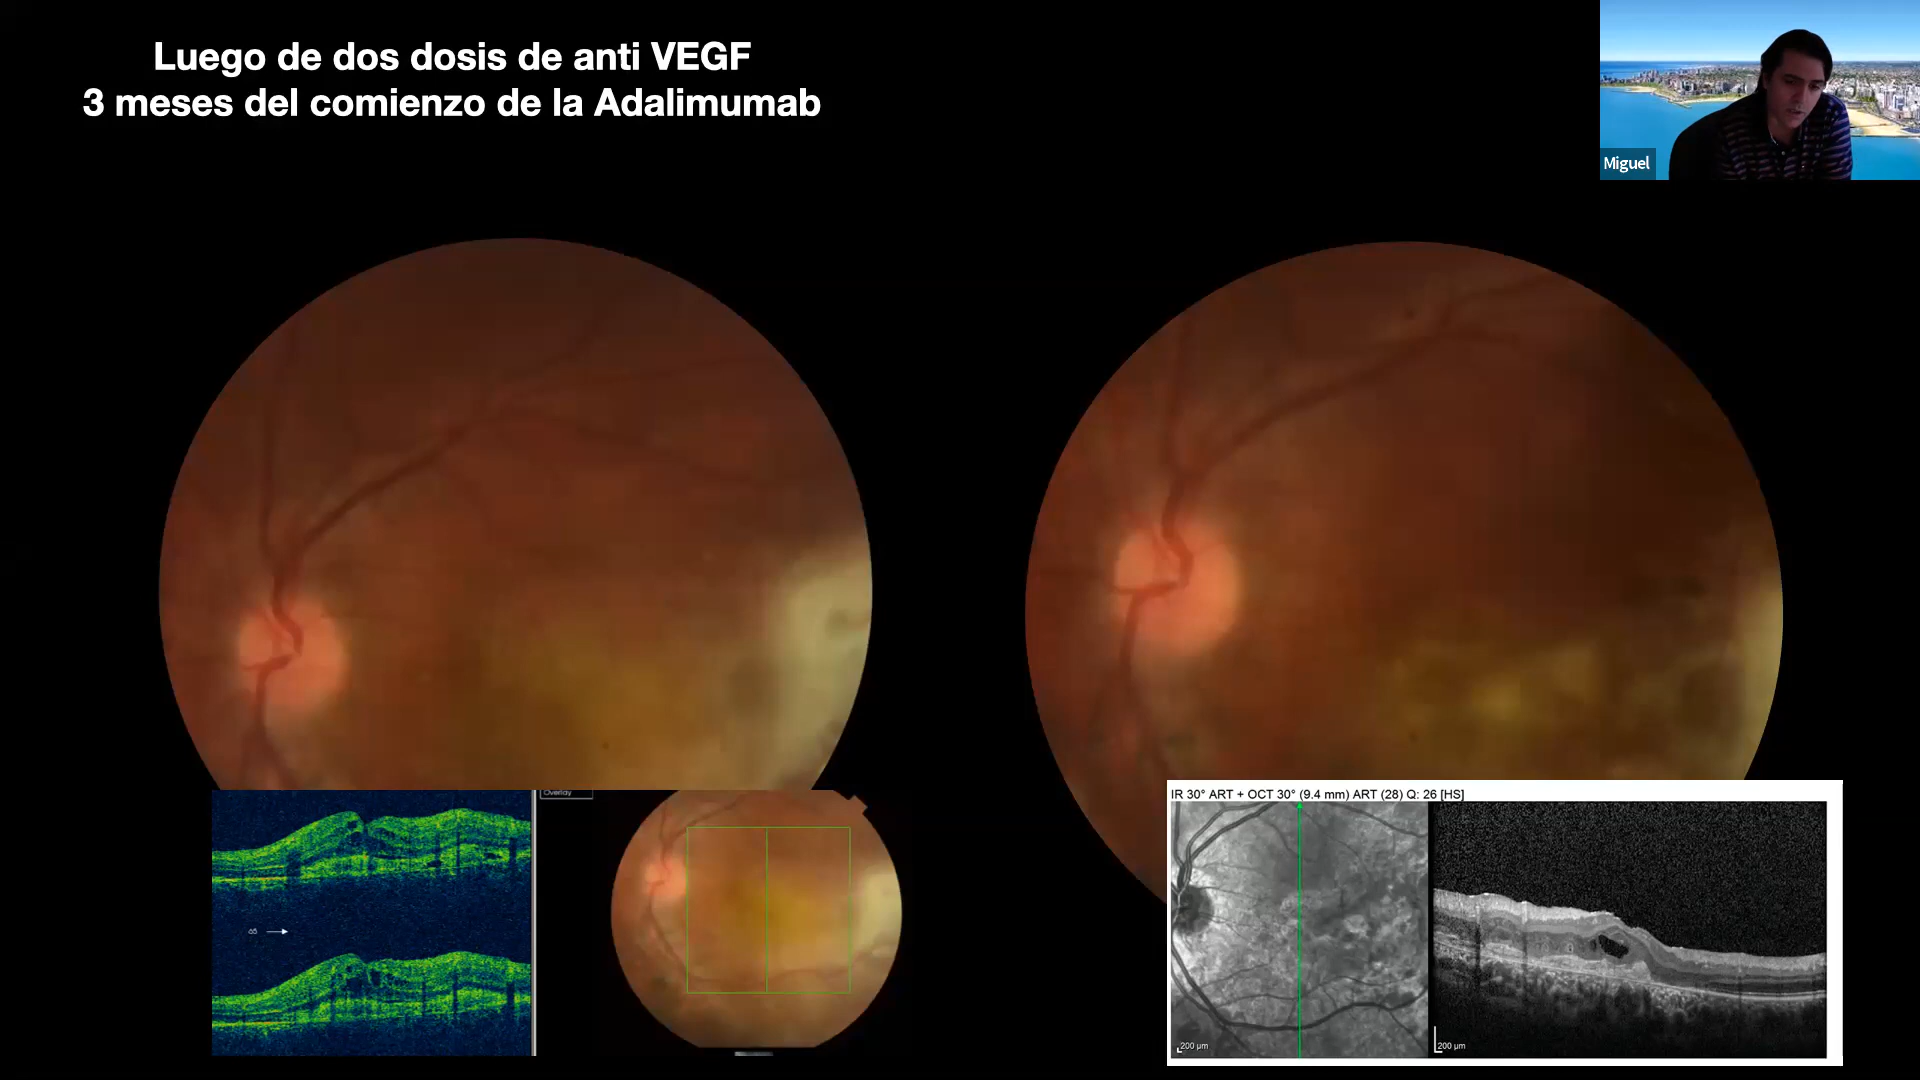 Luego de dos dosis de anti VEGF
3 meses del comienzo de la Adalimumab
Miguel
Overlay
IR 30° ART + OCT 30° (9.4 mm) ART (28) Q: 26 [HS]
200 µm
200 µm